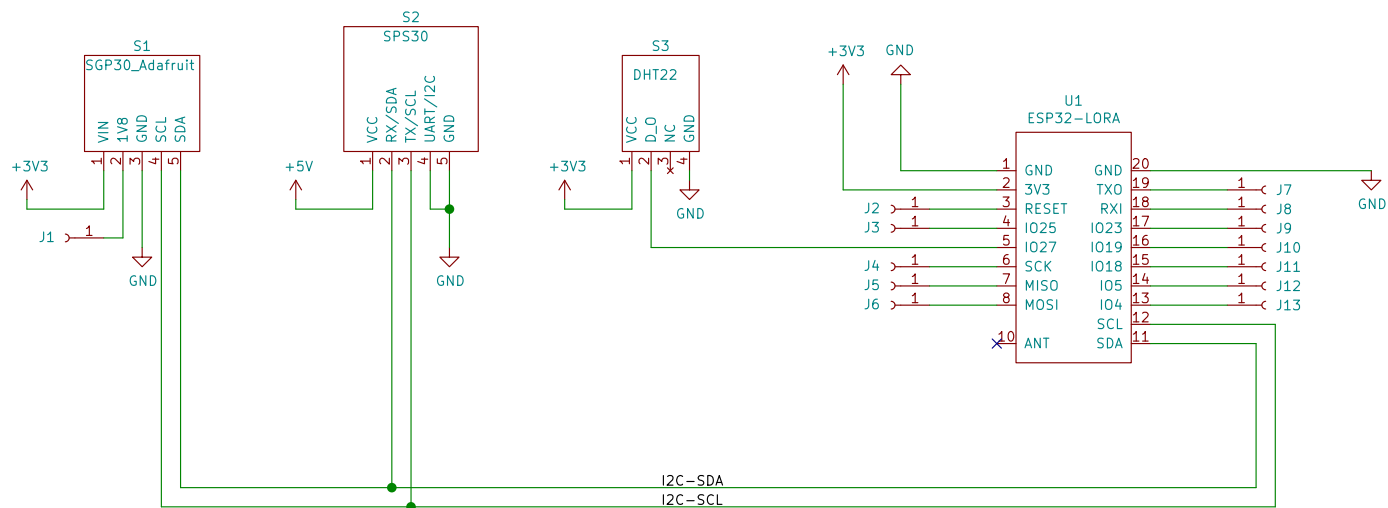 S1
SGP30_Adafruit
VIN
1V8
GND
SCL
SDA
1
2
3
4
5
+3V3
J1
1
GND
S2
SPS30
VCC
RX/SDA
TX/SCL
UART/I2C
GND
1
2
3
4
5
+5V
GND
S3
DHT22
VCC
D_O
NC
GND
1
2
3
4
+3V3
GND
+3V3
GND
U1
ESP32-LORA
1 GND
2 3V3
J2 1 3 RESET
J3 1 4 IO25
5 IO27
J4 1 6 SCK
J5 1 7 MISO
J6 1 8 MOSI
10 ANT
GND 20
GND
TXO 19 1 J7
RXI 18 1 J8
IO23 17 1 J9
IO19 16 1 J10
IO18 15 1 J11
IO5 14 1 J12
IO4 13 1 J13
SCL 12
SDA 11
I2C-SDA
I2C-SCL